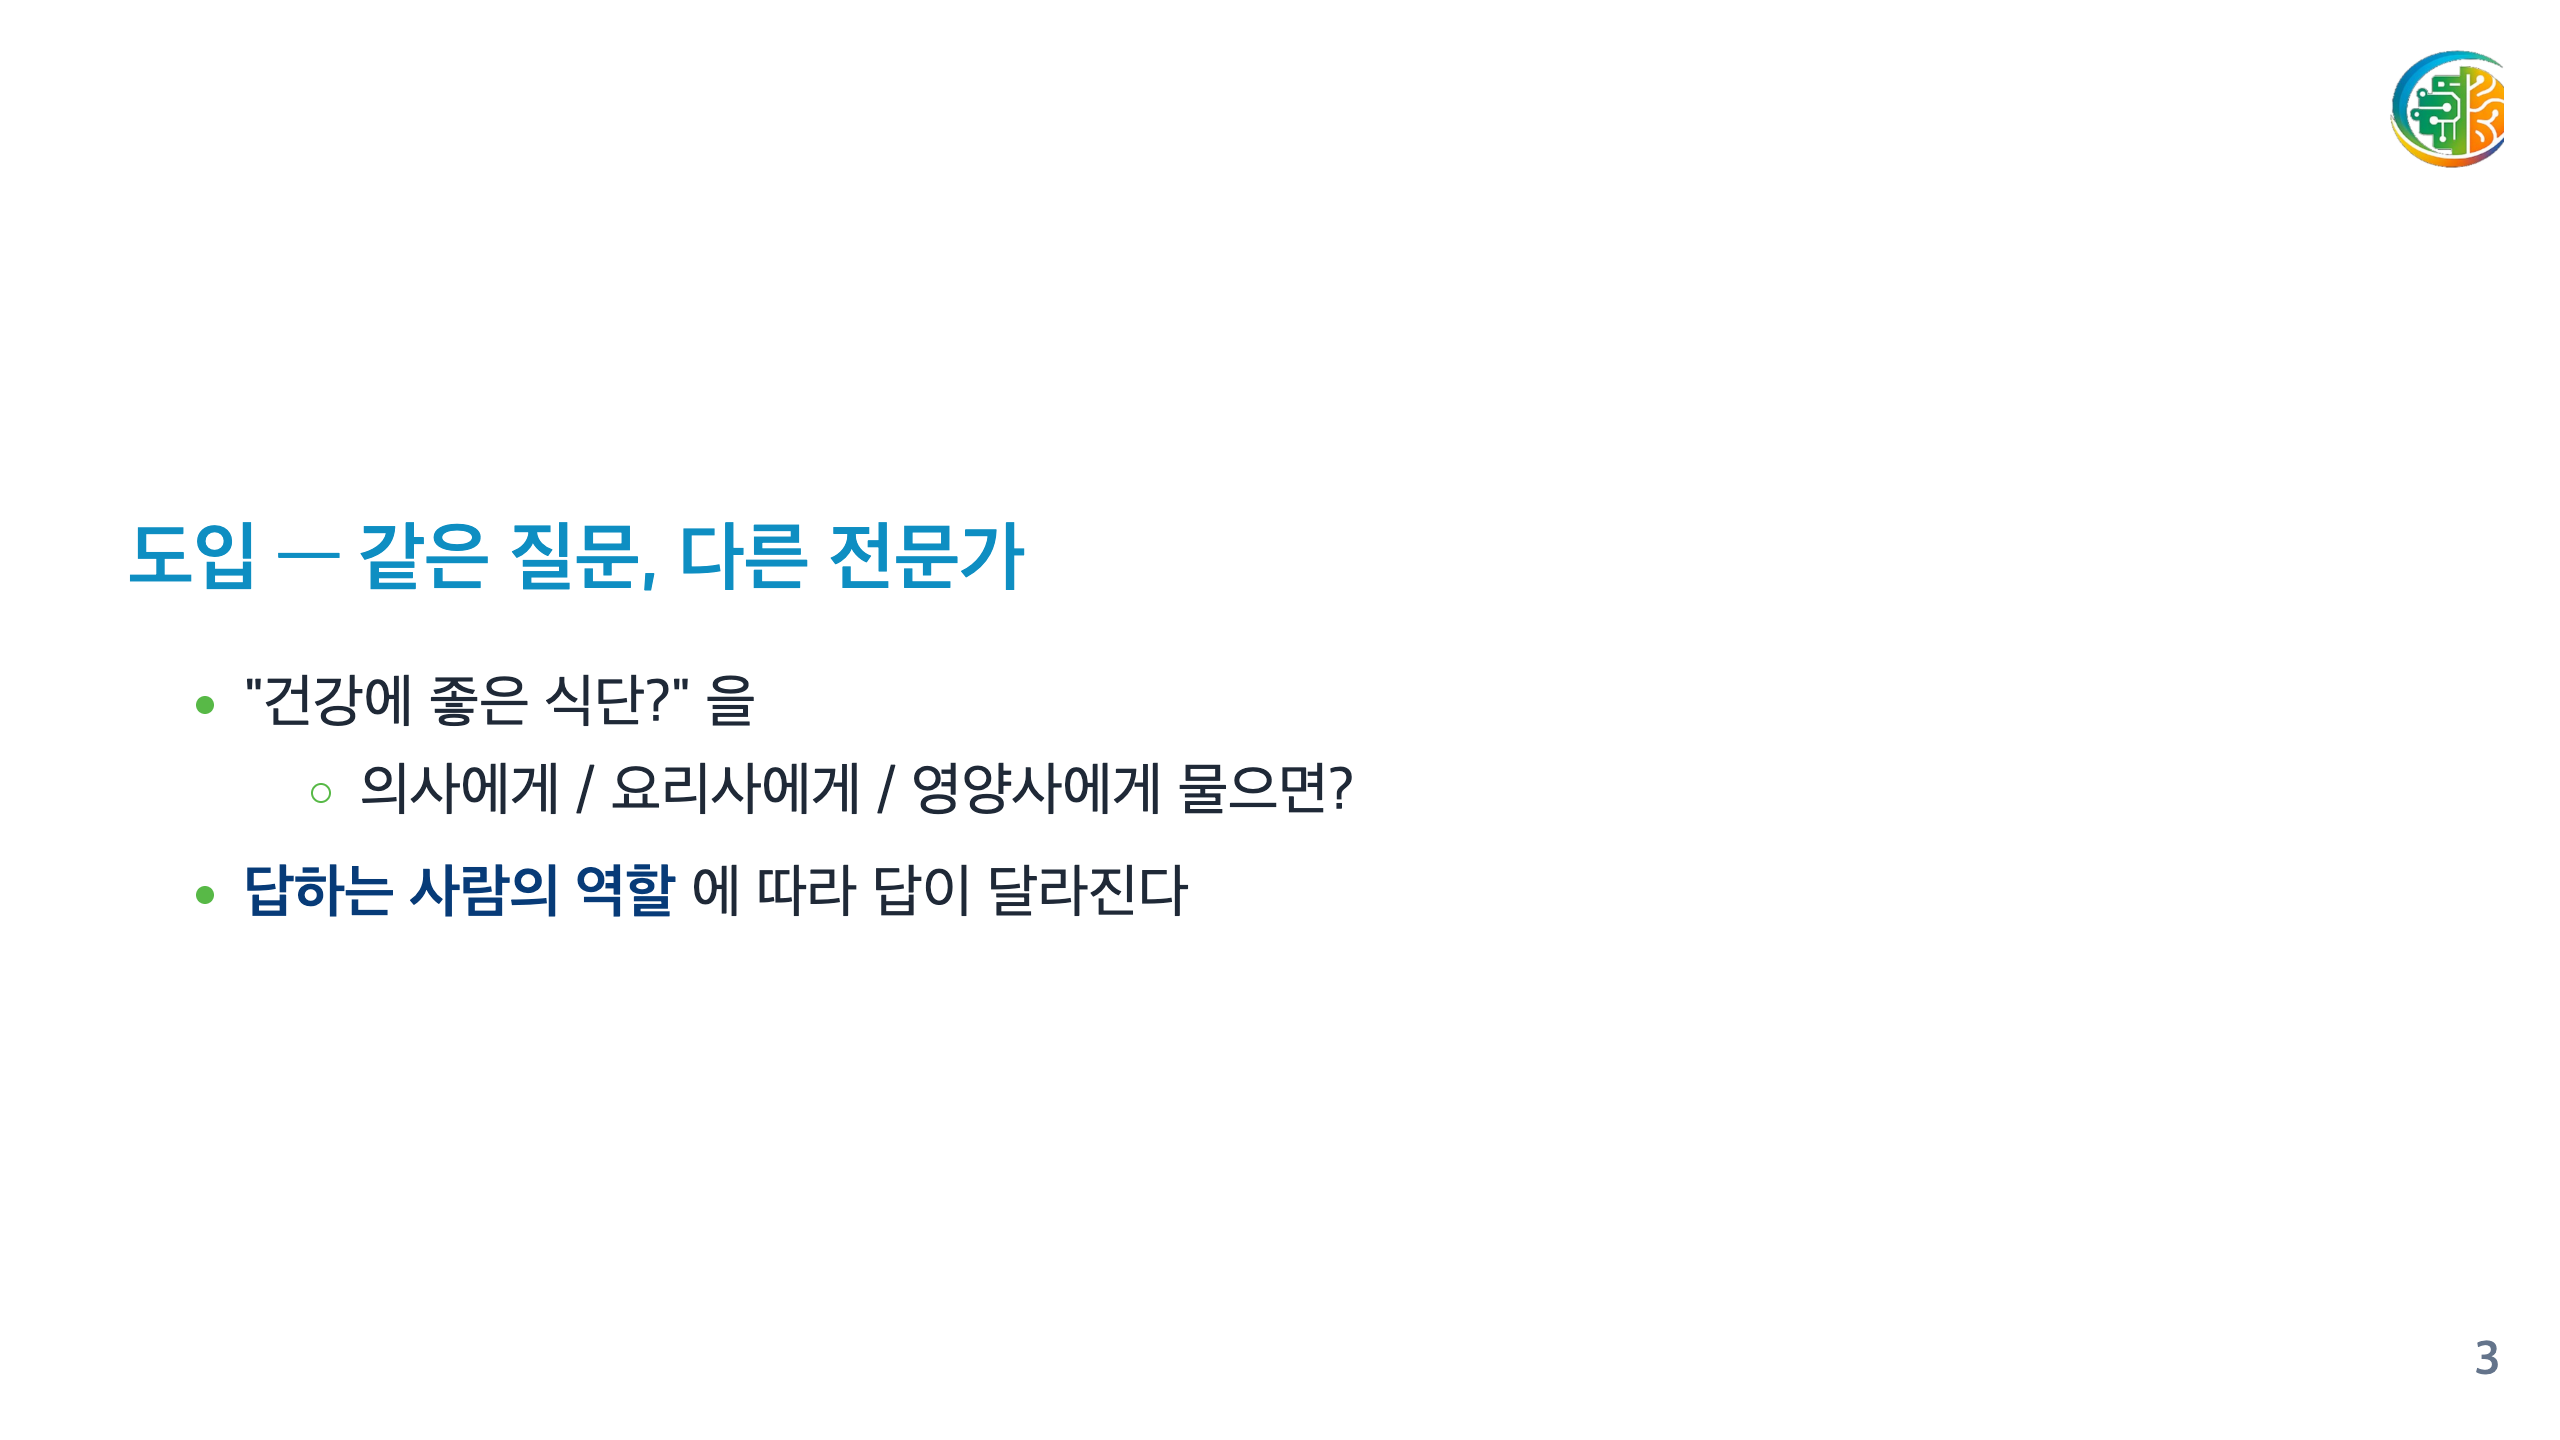 도입 — 같은 질문, 다른 전문가
"건강에 좋은 식단?" 을
의사에게 / 요리사에게 / 영양사에게 물으면?
답하는 사람의 역할 에 따라 답이 달라진다
3